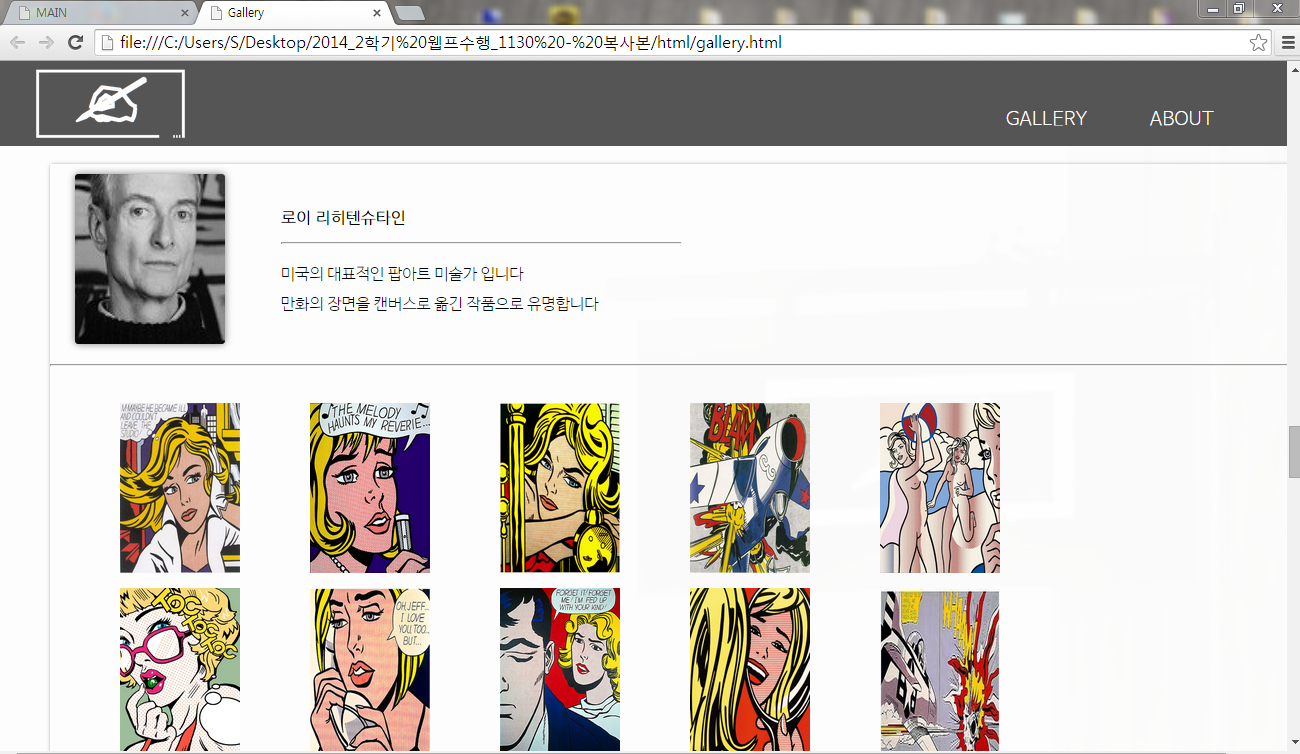 MAIN
Gallery
file:///C:/Users/S/Desktop/2014_2학기%20웹프수행_1130%20-%20복사본/html/gallery.html
...
GALLERY
ABOUT
로이 리히텐슈타인
미국의 대표적인 팝아트 미술가 입니다
만화의 장면을 캔버스로 옮긴 작품으로 유명합니다
M-MAYBE HE BECAME ILL
AND COULDN'T
LEAVE THE
STUDIO!
THE MELODY
HAUNTS MY REVERIE...
BLAM
TOC
TOC
TOC
OH, JEFF...
I LOVE
YOU, TOO...
BUT...
FORGET IT! FORGET
ME! I'M FED UP
WITH YOUR KIND!